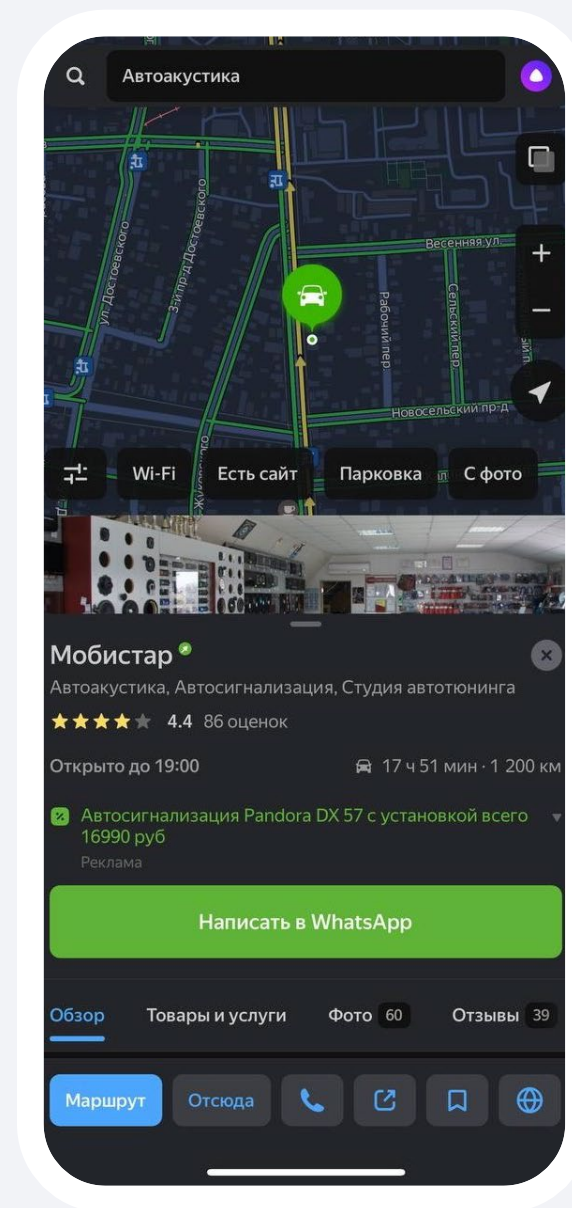 Автоакустика
Весенняя ул.
ул. Достоевского
3-й пр-д Достоевского
Рабочий пер.
Сельский пер.
Новосельский пр-д
Жуковского
Wi-Fi
Есть сайт
Парковка
С фото
Мобистар
Автоакустика, Автосигнализация, Студия автотюнинга
4.4 86 оценок
Открыто до 19:00
17 ч 51 мин · 1 200 км
Автосигнализация Pandora DX 57 с установкой всего
16990 руб
Реклама
Написать в WhatsApp
Обзор
Товары и услуги
Фото 60
Отзывы 39
Маршрут
Отсюда